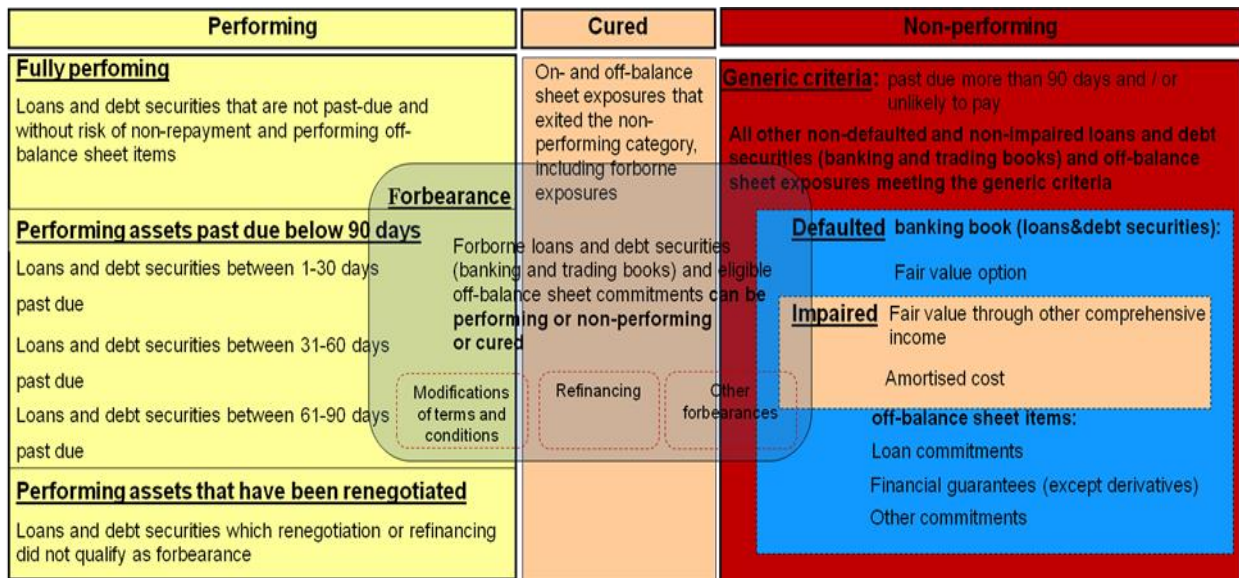 Performing
Fully perfoming
Loans and debt securities that are not past-due and
without risk of non-repayment and performing off-
balance sheet items
Performing assets past due below 90 days
Loans and debt securities between 1-30 days
past due
Loans and debt securities between 31-60 days
past due
Loans and debt securities between 61-90 days
past due
Performing assets that have been renegotiated
Loans and debt securities which renegotiation or refinancing
did not qualify as forbearance
Cured
On- and off-balance
sheet exposures that
exited the non-
performing category,
including forborne
exposures
Forbearance
Forborne loans and debt securities
(banking and trading books) and eligible
off-balance sheet commitments can be
performing or non-performing
or cured
Modifications
of terms and
conditions
Refinancing
Other
forbearances
Non-performing
Generic criteria: past due more than 90 days and / or
unlikely to pay
All other non-defaulted and non-impaired loans and debt
securities (banking and trading books) and off-balance
sheet exposures meeting the generic criteria
Defaulted banking book (loans&debt securities):
Fair value option
Impaired Fair value through other comprehensive
income
Amortised cost
off-balance sheet items:
Loan commitments
Financial guarantees (except derivatives)
Other commitments